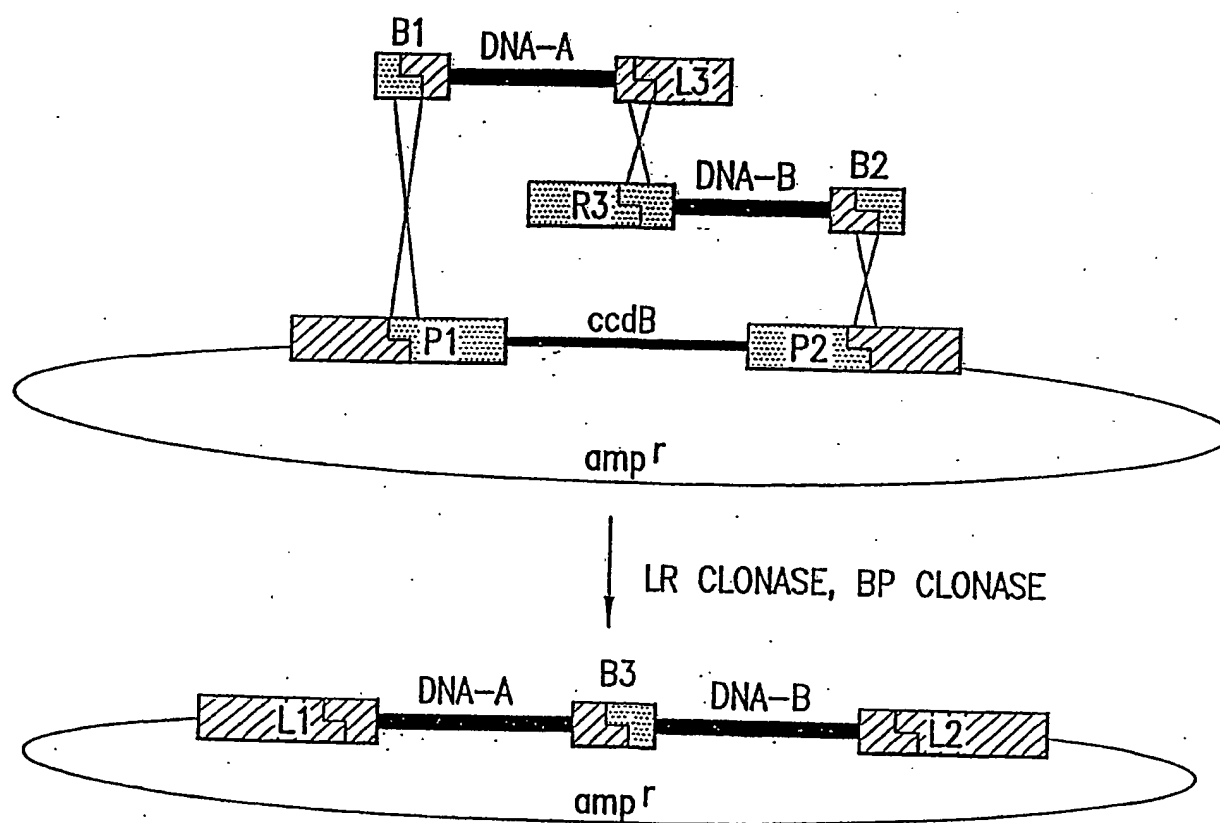 B1 DNA-A
L3
R3 DNA-B B2
P1 ccdB P2
amp r
LR CLONASE, BP CLONASE
L1 DNA-A B3 DNA-B L2
amp r